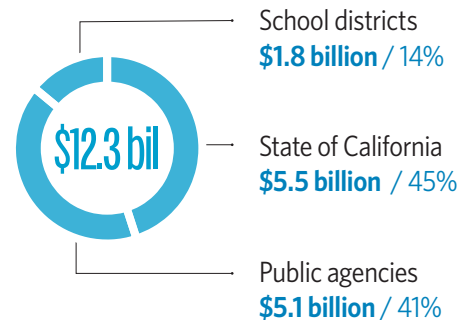 School districts
$1.8 billion / 14%
$12.3 bil
State of California
$5.5 billion / 45%
Public agencies
$5.1 billion / 41%